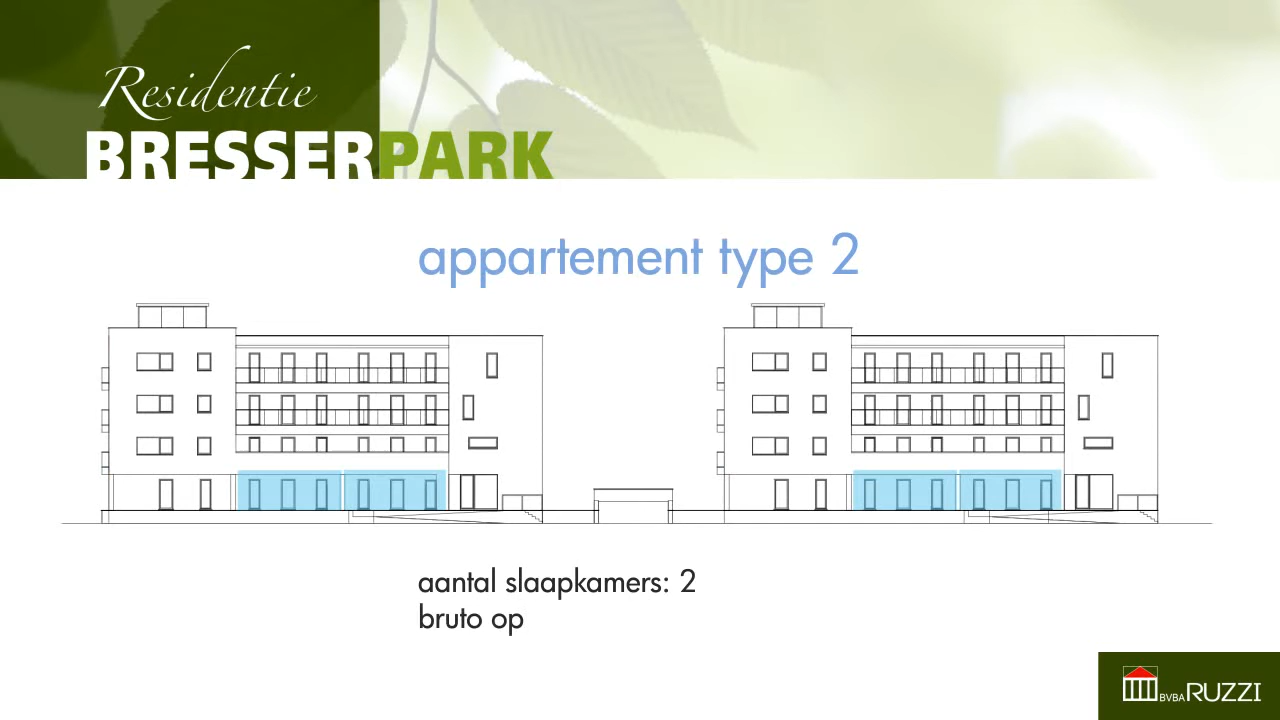 Residentie
BRESSERPARK
appartement type 2
aantal slaapkamers: 2
bruto op
BVBA RUZZI